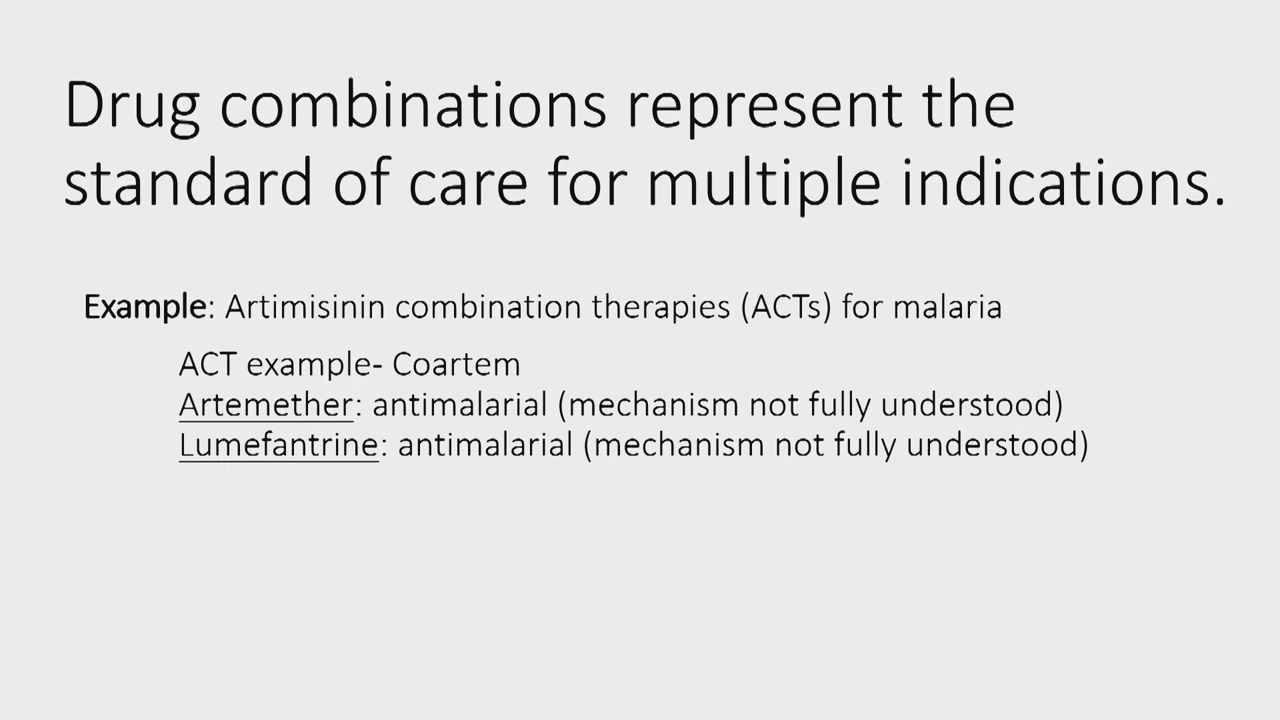 Drug combinations represent the
standard of care for multiple indications.
Example: Artimisinin combination therapies (ACTs) for malaria
ACT example- Coartem
Artemether: antimalarial (mechanism not fully understood)
Lumefantrine: antimalarial (mechanism not fully understood)